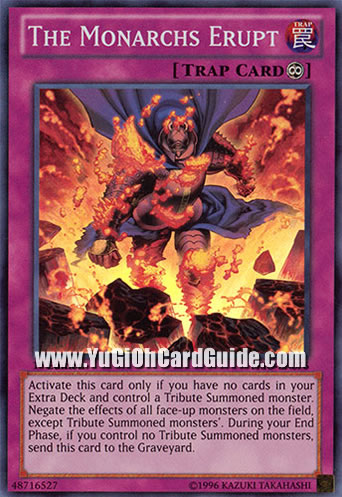 The Monarchs Erupt
TRAP
罠
[Trap Card]
www.YuGiOhCardGuide.com
Activate this card only if you have no cards in your
Extra Deck and control a Tribute Summoned monster.
Negate the effects of all face-up monsters on the field,
except Tribute Summoned monsters'. During your End
Phase, if you control no Tribute Summoned monsters,
send this card to the Graveyard.
48716527
©1996 KAZUKI TAKAHASHI